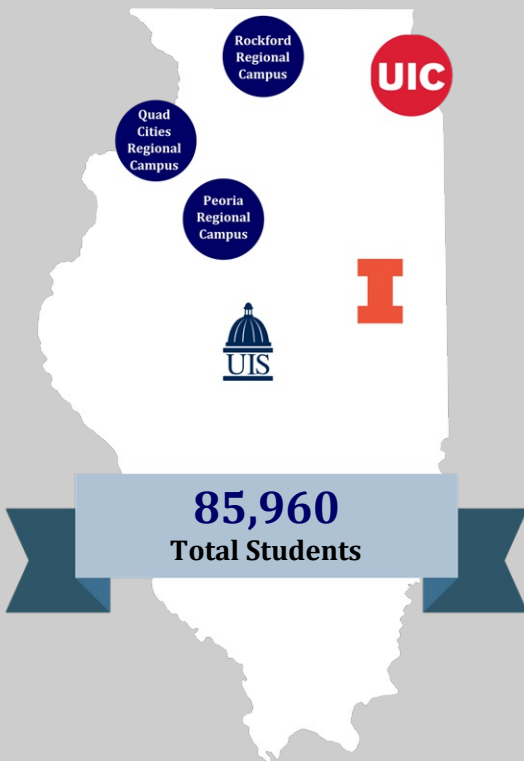 Rockford
Regional
Campus
UIC
Quad
Cities
Regional
Campus
Peoria
Regional
Campus
I
UIS
85,960
Total Students